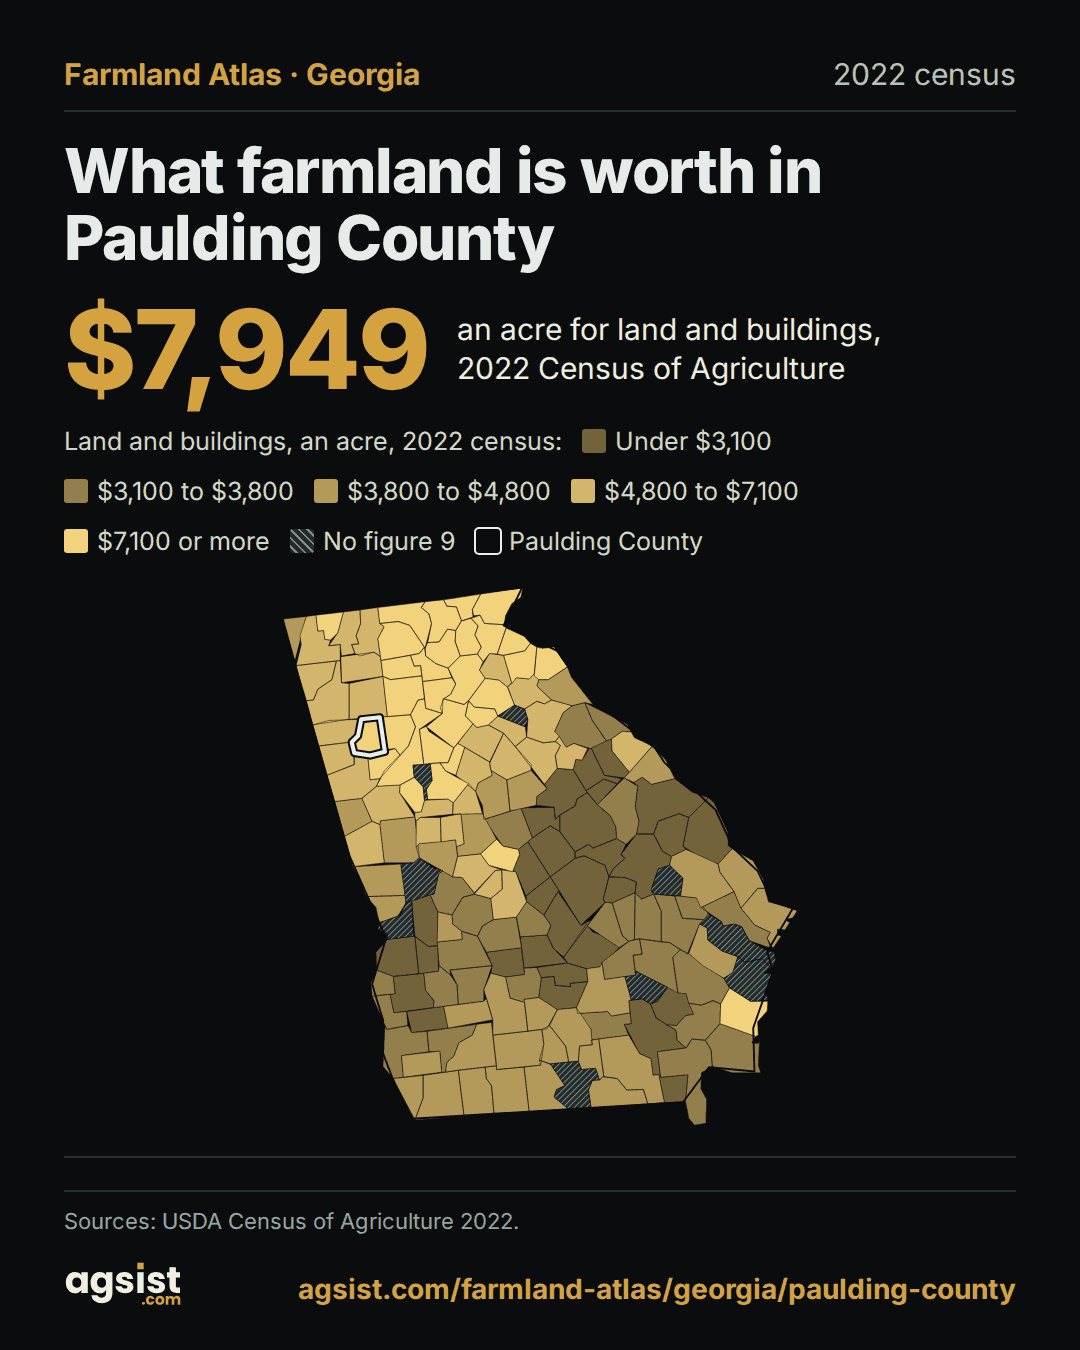 Farmland Atlas · Georgia
2022 census
What farmland is worth in
Paulding County
$7,949
an acre for land and buildings,
2022 Census of Agriculture
Land and buildings, an acre, 2022 census: Under $3,100
$3,100 to $3,800 $3,800 to $4,800 $4,800 to $7,100
$7,100 or more No figure 9 Paulding County
Sources: USDA Census of Agriculture 2022.
agsist
.com
agsist.com/farmland-atlas/georgia/paulding-county